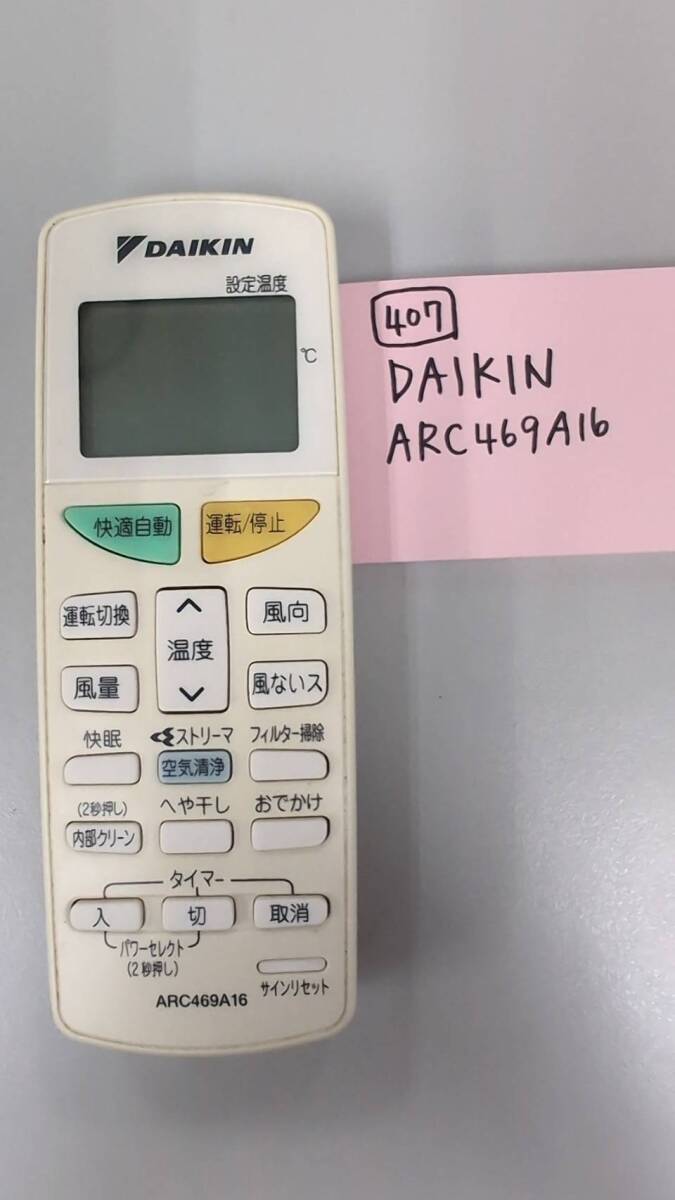 DAIKIN
設定温度
℃
407
DAIKIN
ARC469A16
快適自動 運転/停止
運転切換 温度 風向
風量 風ないス
快眠 ストリーマ フィルター掃除
空気清浄
(2秒押し) へや干し おでかけ
内部クリーン
タイマー
入 切 取消
パワーセレクト
(2秒押し)
サインリセット
ARC469A16